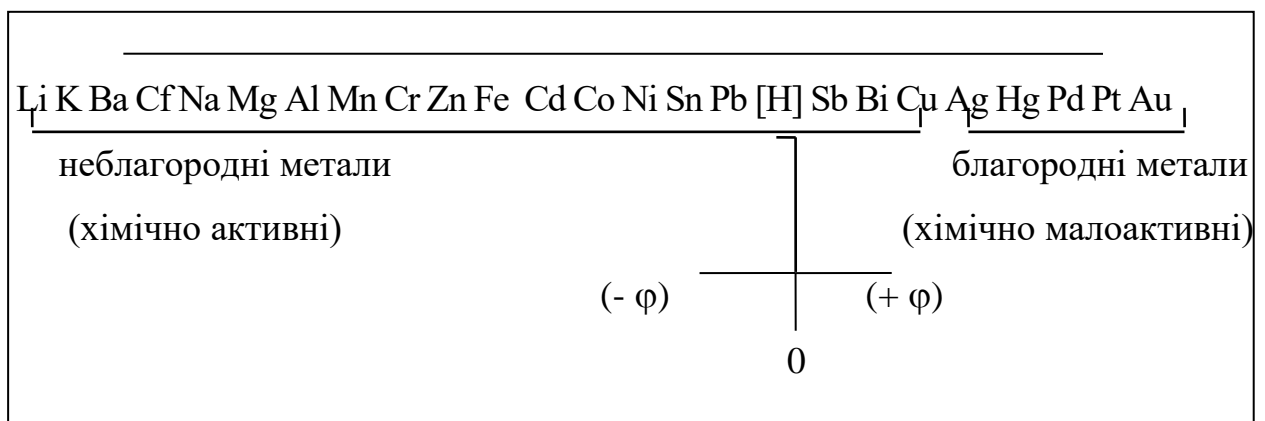 Li K Ba Cf Na Mg Al Mn Cr Zn Fe Cd Co Ni Sn Pb [H] Sb Bi Cu Ag Hg Pd Pt Au
неблагородні метали благородні метали
(хімічно активні) (хімічно малоактивні)
(- φ) (+ φ)
0